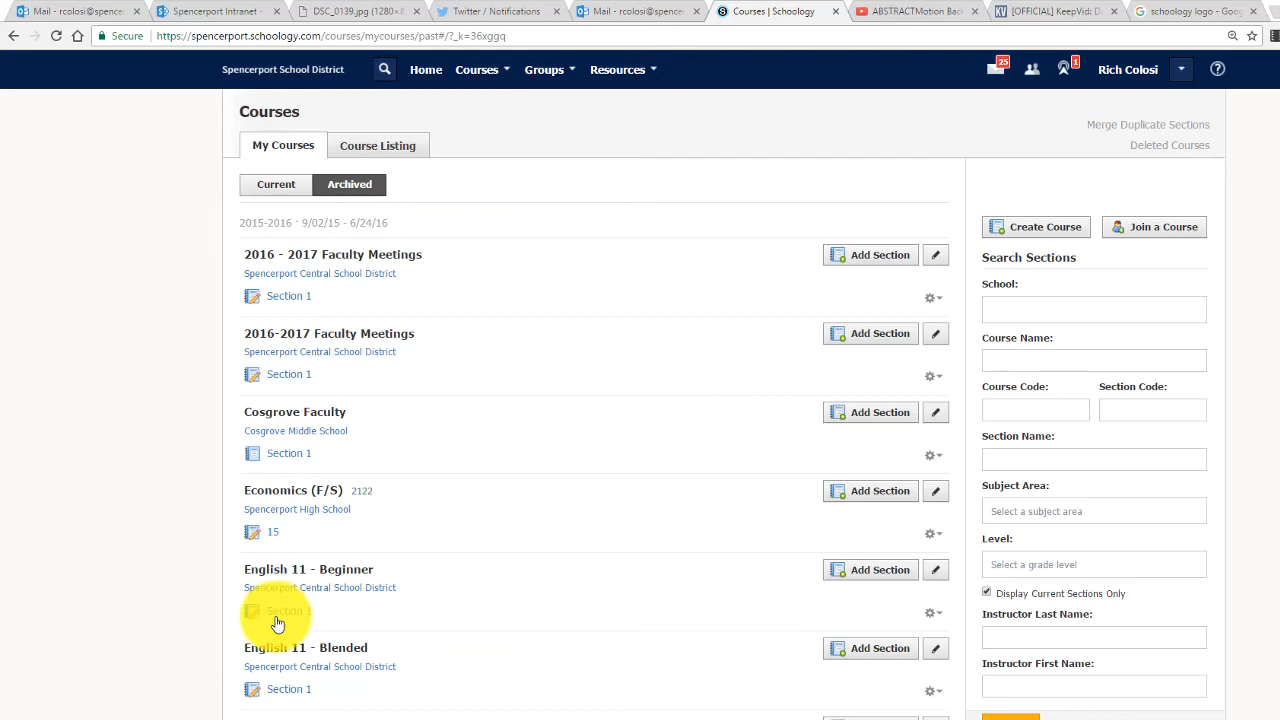 Mail - rcolosi@spencer
Spencerport Intranet -
DSC_0139.jpg (1280×8
Twitter / Notifications
Mail - rcolosi@spencer
Courses | Schoology
ABSTRACTMotion Bac
[OFFICIAL] KeepVid: D
schoology logo - Goog
Rich
Secure
https://spencerport.schoology.com/courses/mycourses/past#/?_k=36xggq
Spencerport School District
Home
Courses
Groups
Resources
25
1
Rich Colosi
Courses
Merge Duplicate Sections
Deleted Courses
My Courses
Course Listing
Current
Archived
2015-2016 · 9/02/15 - 6/24/16
Create Course
Join a Course
2016 - 2017 Faculty Meetings
Spencerport Central School District
Section 1
Add Section
2016-2017 Faculty Meetings
Spencerport Central School District
Section 1
Add Section
Cosgrove Faculty
Cosgrove Middle School
Section 1
Add Section
Economics (F/S) 2122
Spencerport High School
15
Add Section
English 11 - Beginner
Spencerport Central School District
Section 1
Add Section
English 11 - Blended
Spencerport Central School District
Section 1
Add Section
Search Sections
School:
Course Name:
Course Code:
Section Code:
Section Name:
Subject Area:
Select a subject area
Level:
Select a grade level
Display Current Sections Only
Instructor Last Name:
Instructor First Name: